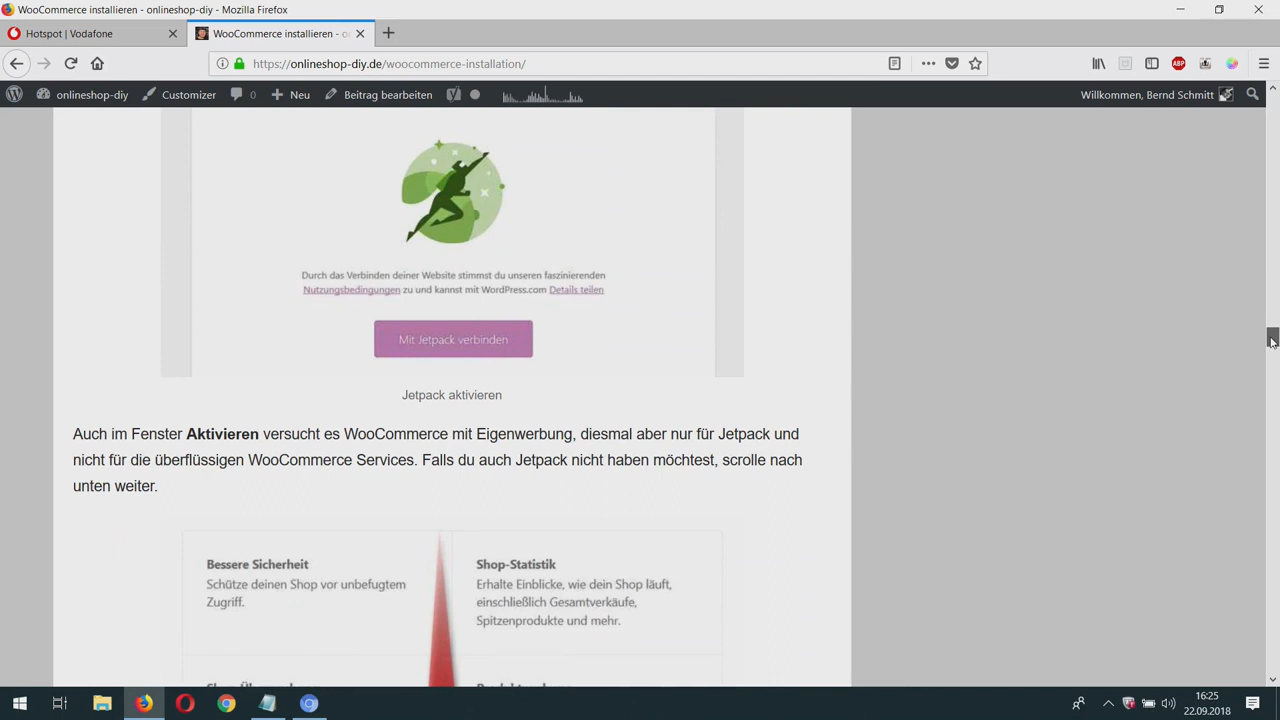 WooCommerce installieren - onlineshop-diy - Mozilla Firefox
Hotspot | Vodafone
WooCommerce installieren - o
https://onlineshop-diy.de/woocommerce-installation/
ABP
onlineshop-diy
Customizer
0
Neu
Beitrag bearbeiten
Willkommen, Bernd Schmitt
Durch das Verbinden deiner Website stimmst du unseren faszinierenden
Nutzungsbedingungen zu und kannst mit WordPress.com Details teilen
Mit Jetpack verbinden
Jetpack aktivieren
Auch im Fenster Aktivieren versucht es WooCommerce mit Eigenwerbung, diesmal aber nur für Jetpack und
nicht für die überflüssigen WooCommerce Services. Falls du auch Jetpack nicht haben möchtest, scrolle nach
unten weiter.
Bessere Sicherheit
Schütze deinen Shop vor unbefugtem
Zugriff.
Shop-Statistik
Erhalte Einblicke, wie dein Shop läuft,
einschließlich Gesamtverkäufe,
Spitzenprodukte und mehr.
16:25
22.09.2018